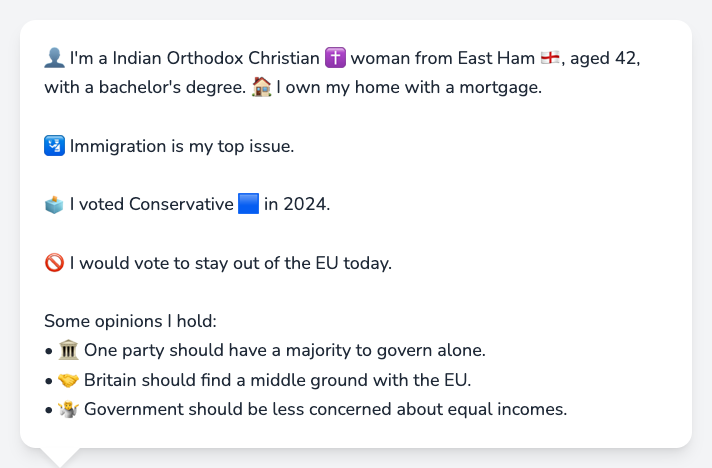 👤 I'm a Indian Orthodox Christian ✝️ woman from East Ham 🏴󠁧󠁢󠁥󠁮󠁧󠁿, aged 42,
with a bachelor's degree. 🏠 I own my home with a mortgage.
🛂 Immigration is my top issue.
🗳️ I voted Conservative 🟦 in 2024.
🚫 I would vote to stay out of the EU today.
Some opinions I hold:
• 🏛️ One party should have a majority to govern alone.
• 🤝 Britain should find a middle ground with the EU.
• 🤷 Government should be less concerned about equal incomes.